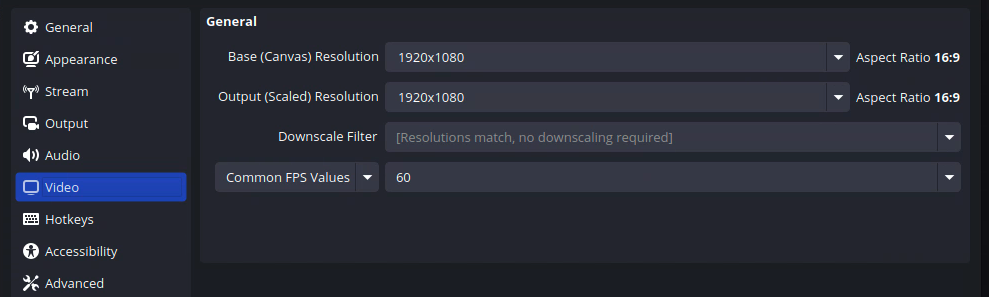 General
Appearance
Stream
Output
Audio
Video
Hotkeys
Accessibility
Advanced
General
Base (Canvas) Resolution 1920x1080 Aspect Ratio 16:9
Output (Scaled) Resolution 1920x1080 Aspect Ratio 16:9
Downscale Filter [Resolutions match, no downscaling required]
Common FPS Values 60